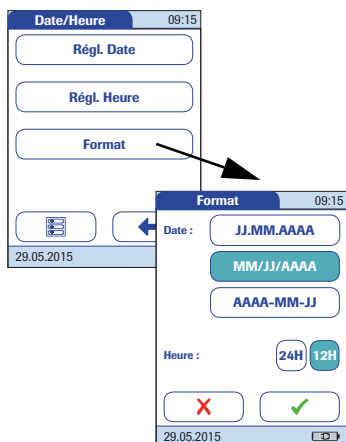 Date/Heure 09:15
Régl. Date
Régl. Heure
Format
29.05.2015
Format 09:15
Date : JJ.MM.AAAA
MM/JJ/AAAA
AAAA-MM-JJ
Heure : 24H 12H
29.05.2015